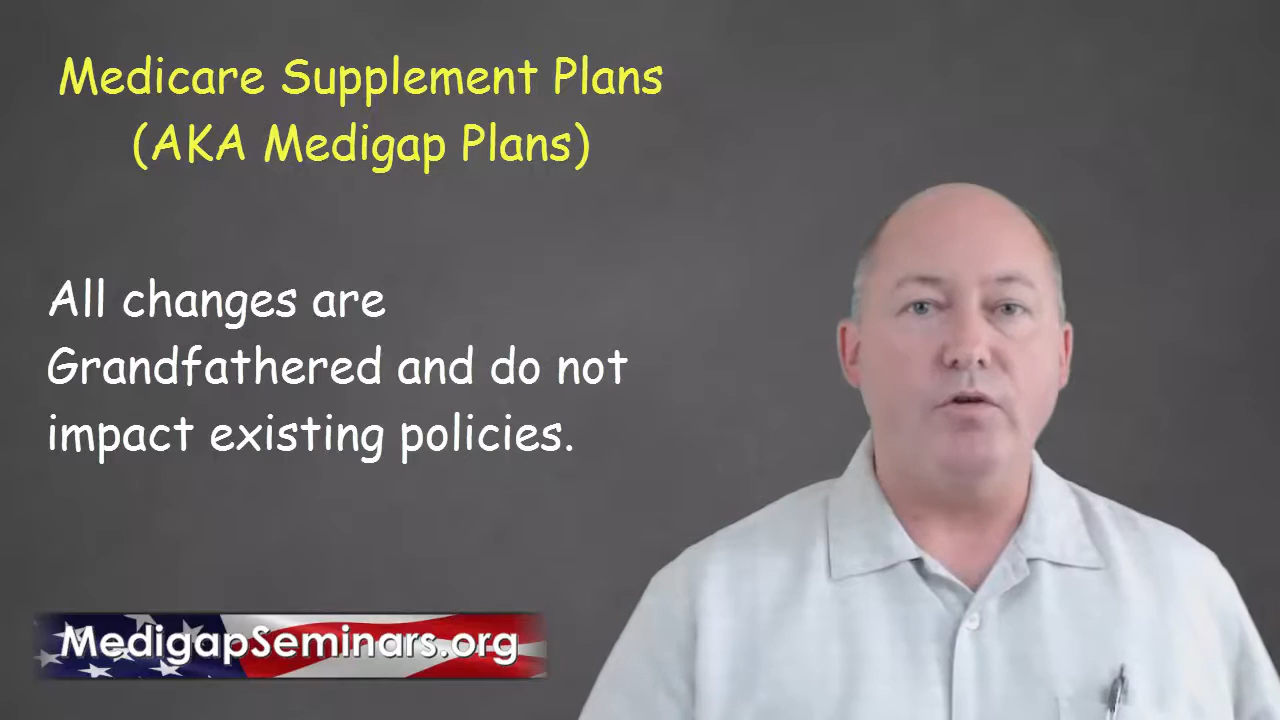 Medicare Supplement Plans
(AKA Medigap Plans)
All changes are
Grandfathered and do not
impact existing policies.
MedigapSeminars.org